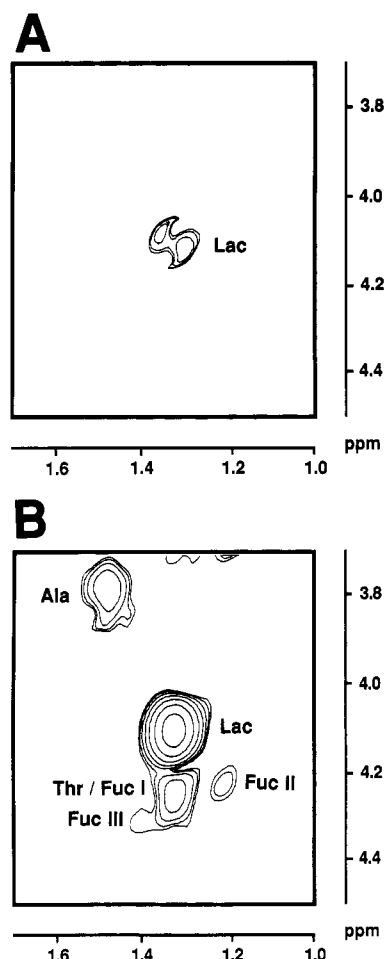 A
Lac
3.8
4.0
4.2
4.4
ppm
1.6 1.4 1.2 1.0
B
Ala
Lac
Thr / Fuc I
Fuc II
Fuc III
3.8
4.0
4.2
4.4
ppm
1.6 1.4 1.2 1.0